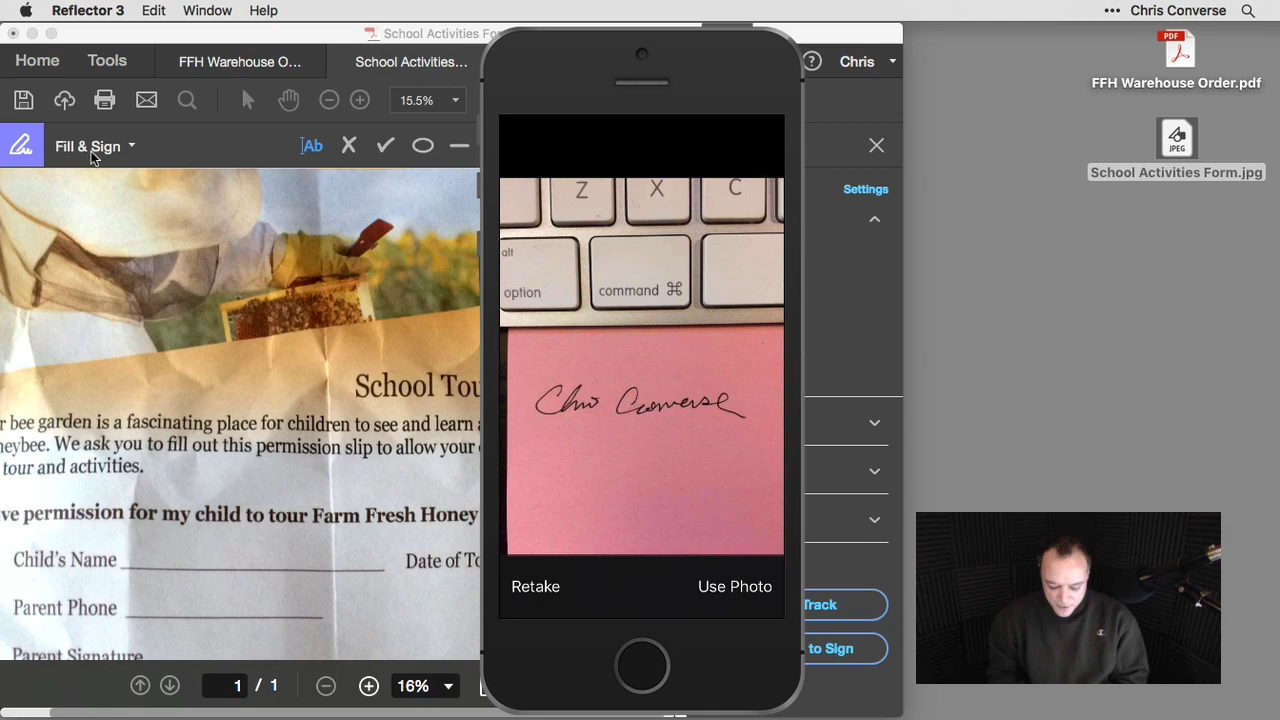 Reflector 3 Edit Window Help
Chris Converse
School Activities For
Home Tools FFH Warehouse O... School Activities... Chris
15.5%
Fill & Sign Ab
Settings
School Tou
r bee garden is a fascinating place for children to see and learn
neybee. We ask you to fill out this permission slip to allow your
tour and activities.
ve permission for my child to tour Farm Fresh Honey
Child's Name Date of To
Parent Phone
Parent Signature
1 / 1 16%
Z X C
alt
option command ⌘
Chris Converse
Retake Use Photo
Track
to Sign
PDF
FFH Warehouse Order.pdf
JPEG
School Activities Form.jpg